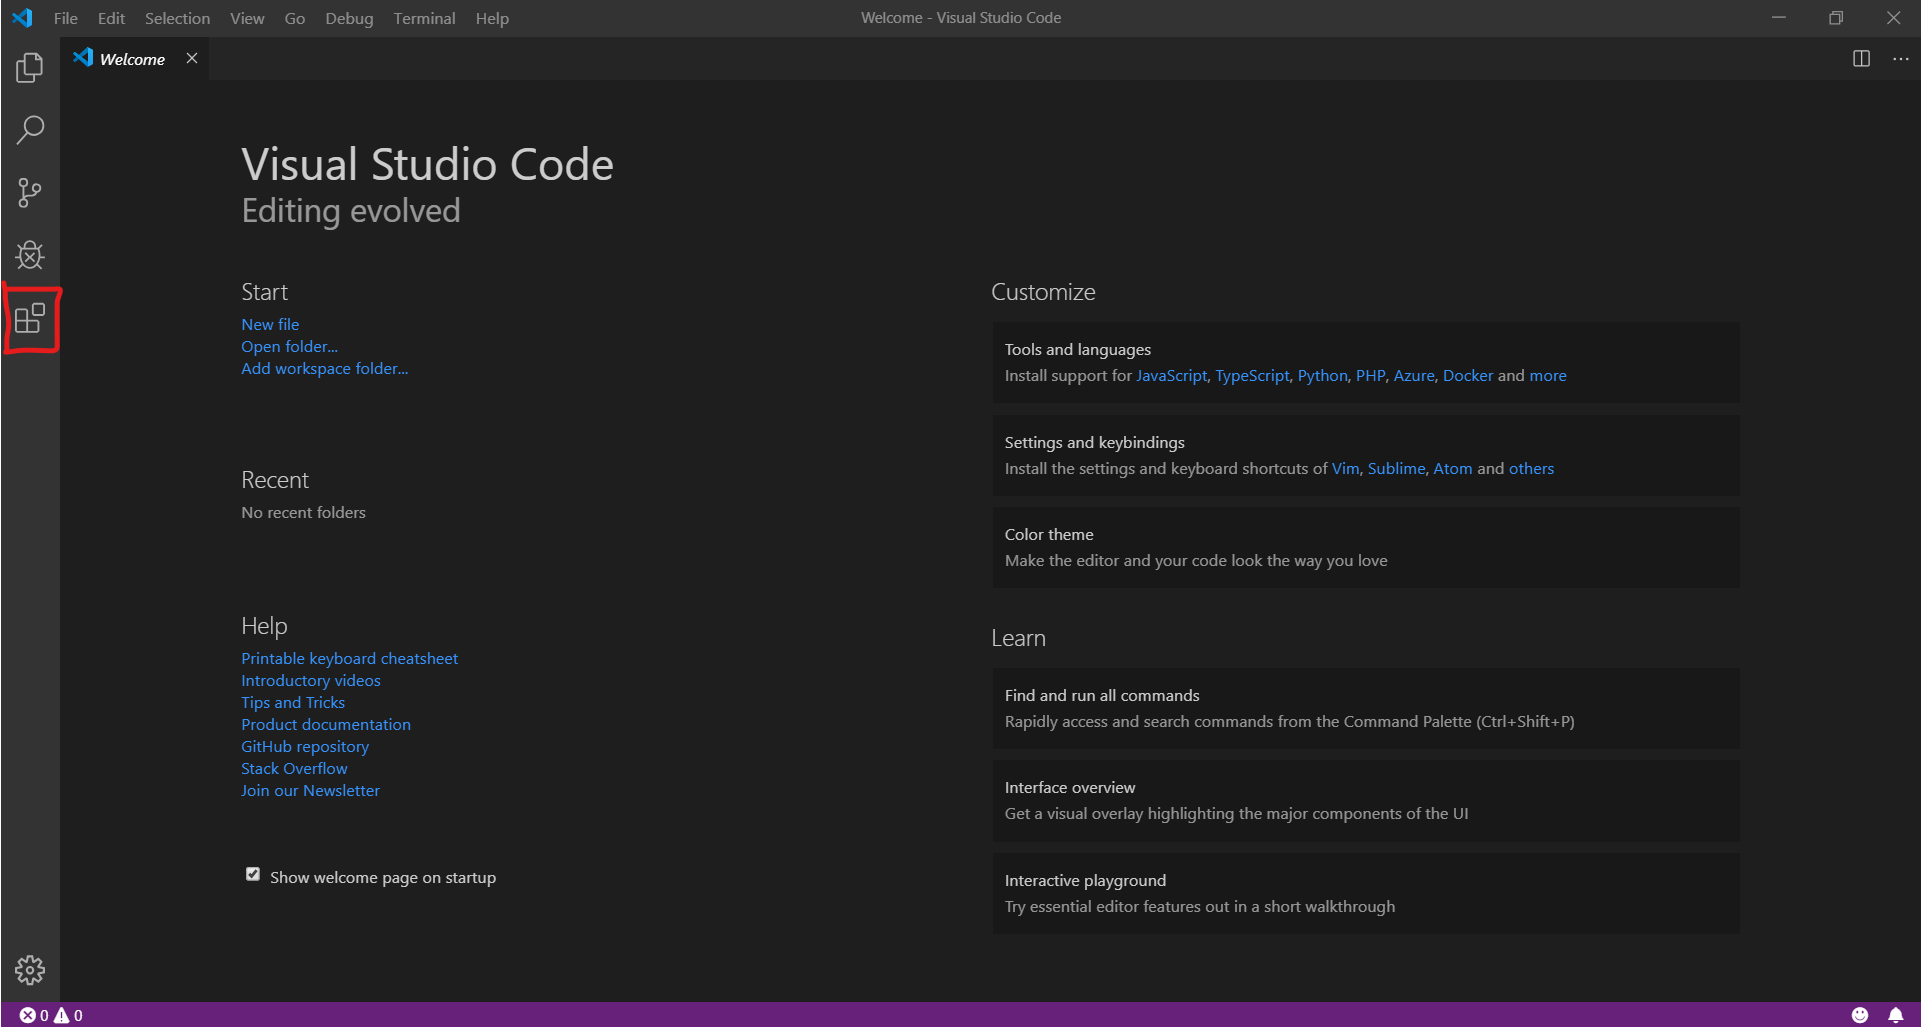 File Edit Selection View Go Debug Terminal Help
Welcome - Visual Studio Code
Welcome
Visual Studio Code
Editing evolved
Start
New file
Open folder...
Add workspace folder...
Recent
No recent folders
Help
Printable keyboard cheatsheet
Introductory videos
Tips and Tricks
Product documentation
GitHub repository
Stack Overflow
Join our Newsletter
Show welcome page on startup
Customize
Tools and languages
Install support for JavaScript, TypeScript, Python, PHP, Azure, Docker and more
Settings and keybindings
Install the settings and keyboard shortcuts of Vim, Sublime, Atom and others
Color theme
Make the editor and your code look the way you love
Learn
Find and run all commands
Rapidly access and search commands from the Command Palette (Ctrl+Shift+P)
Interface overview
Get a visual overlay highlighting the major components of the UI
Interactive playground
Try essential editor features out in a short walkthrough
0 0